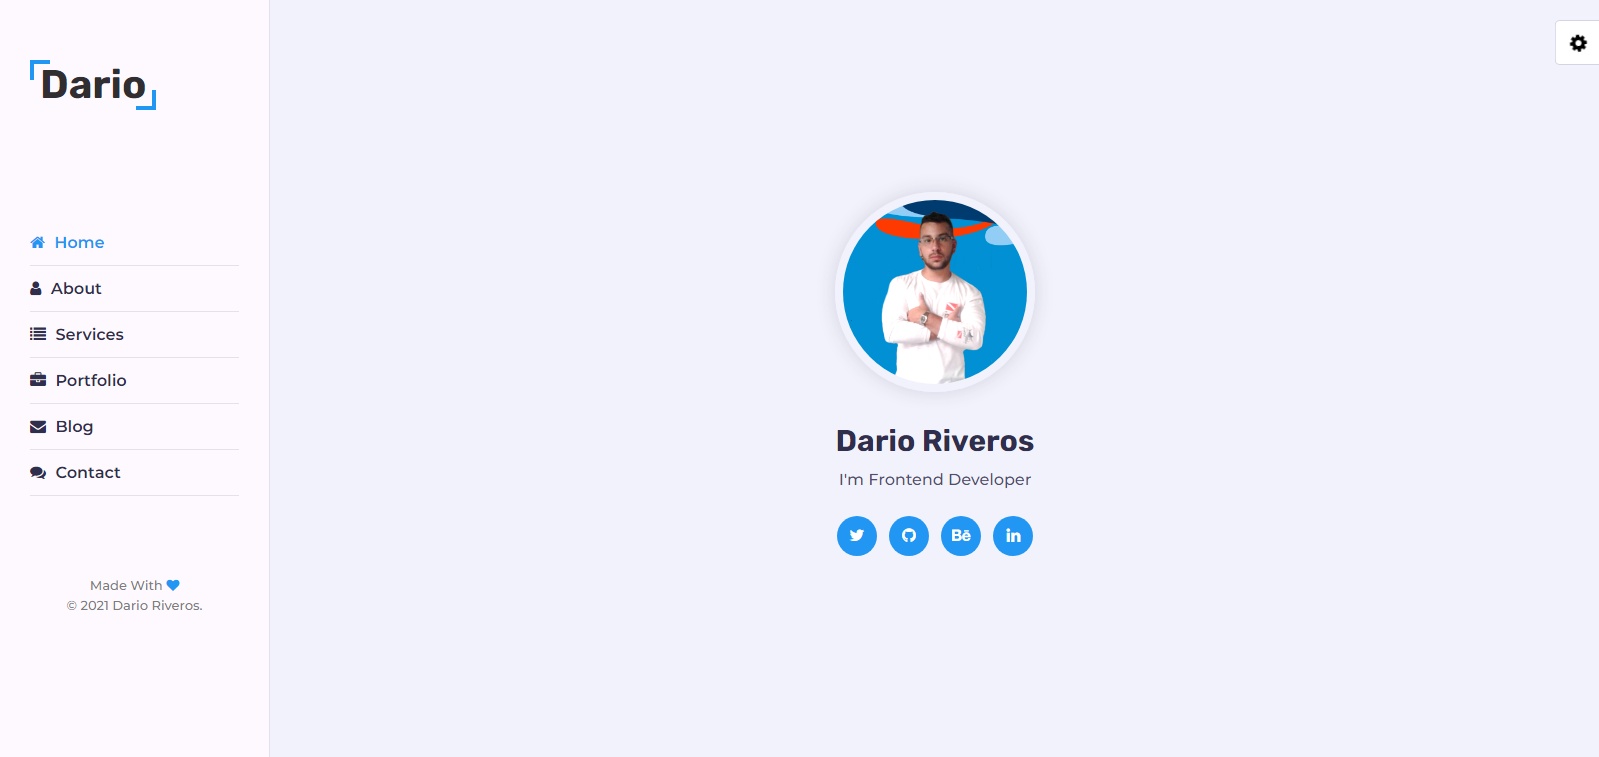 Dario
Home
About
Services
Portfolio
Blog
Contact
Made With
© 2021 Dario Riveros.
Dario Riveros
I'm Frontend Developer
Bē
in